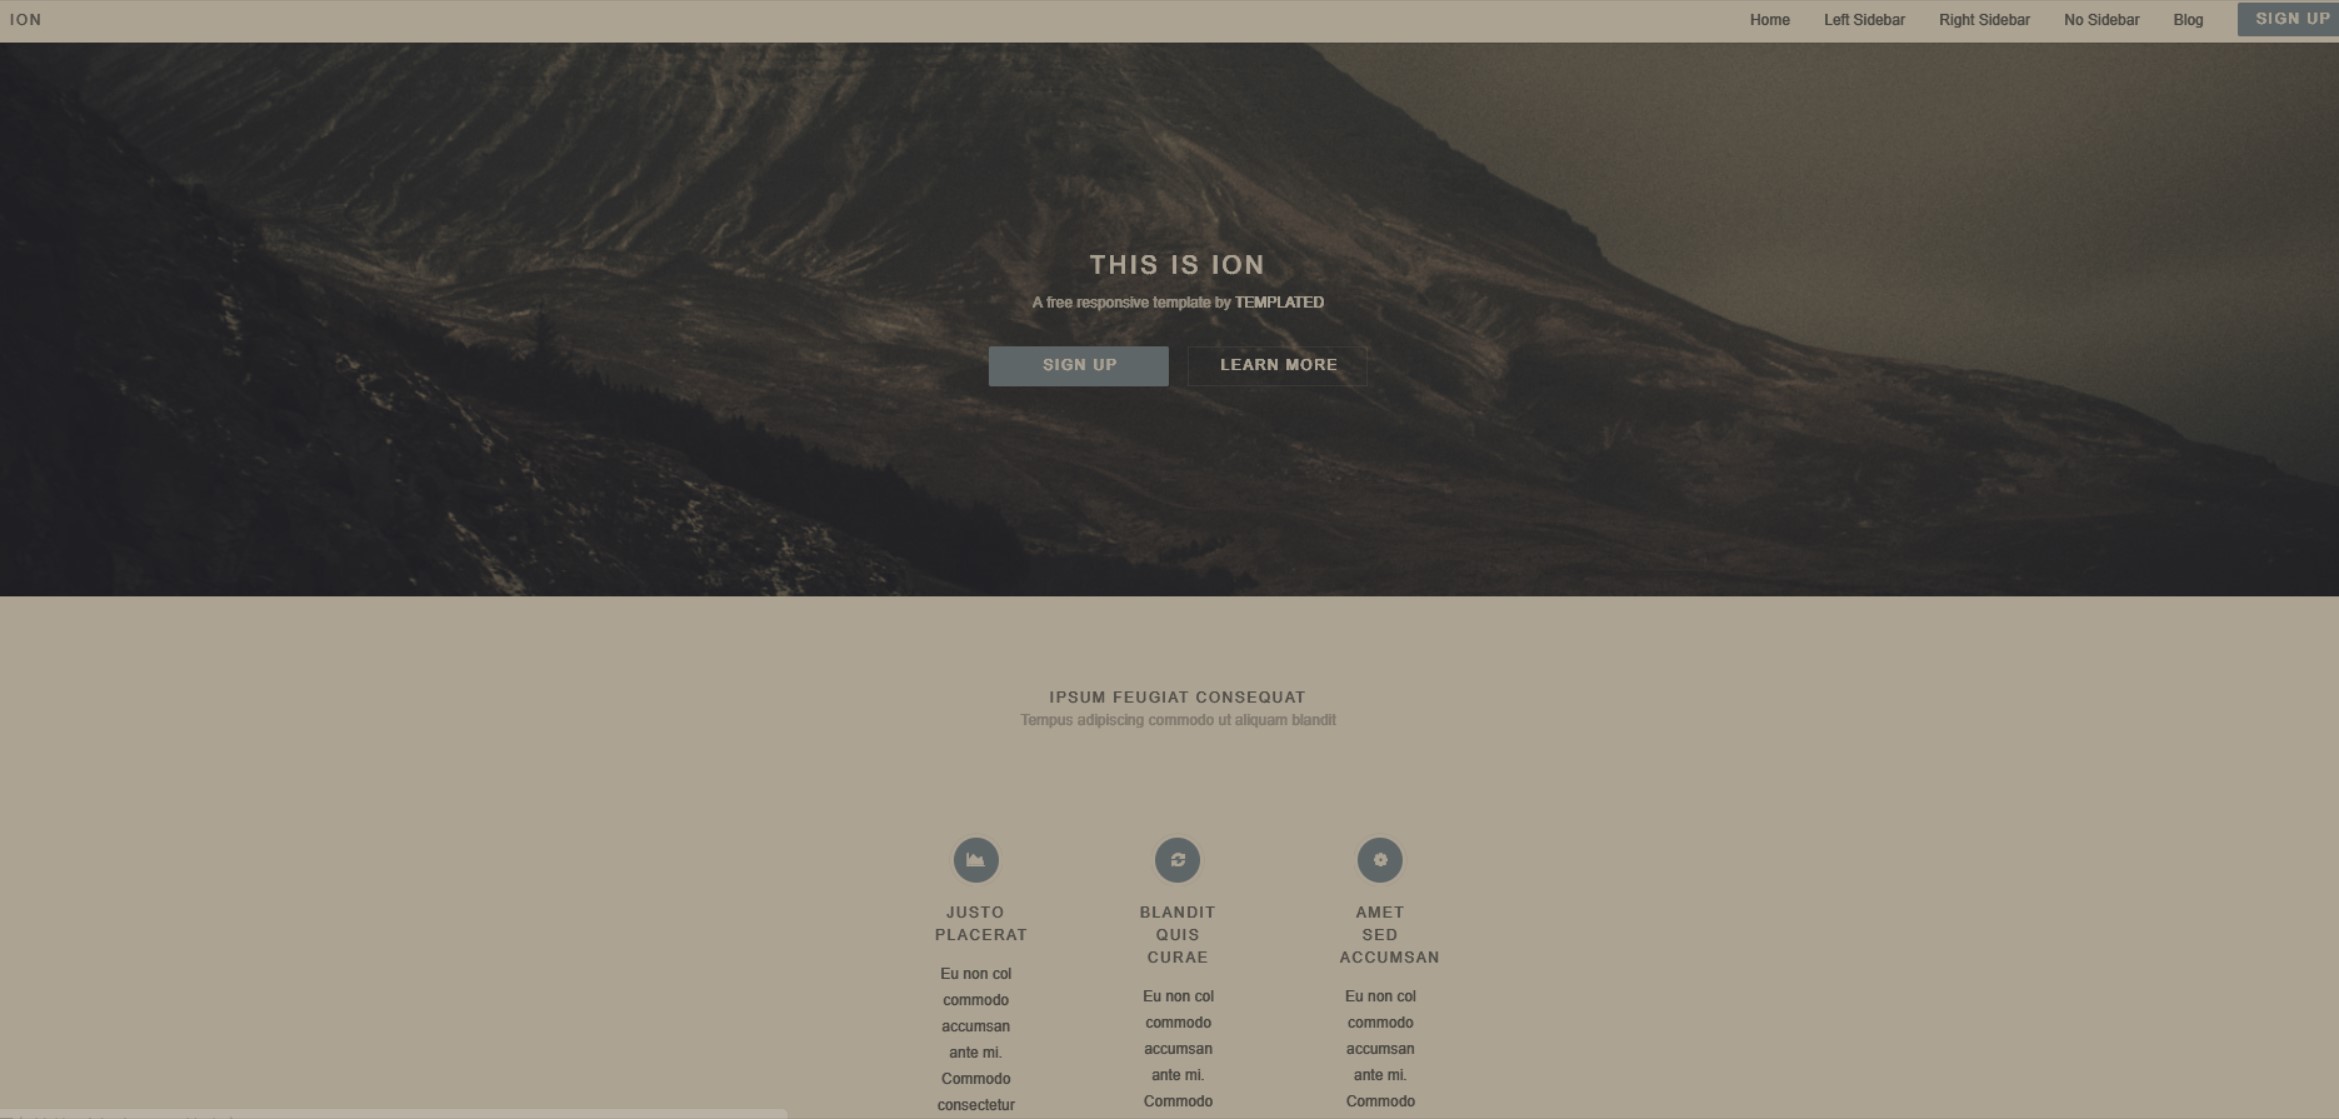 ION
Home Left Sidebar Right Sidebar No Sidebar Blog SIGN UP
THIS IS ION
A free responsive template by TEMPLATED
SIGN UP LEARN MORE
IPSUM FEUGIAT CONSEQUAT
Tempus adipiscing commodo ut aliquam blandit
JUSTO
PLACERAT
Eu non col
commodo
accumsan
ante mi.
Commodo
consectetur
BLANDIT
QUIS
CURAE
Eu non col
commodo
accumsan
ante mi.
Commodo
AMET
SED
ACCUMSAN
Eu non col
commodo
accumsan
ante mi.
Commodo